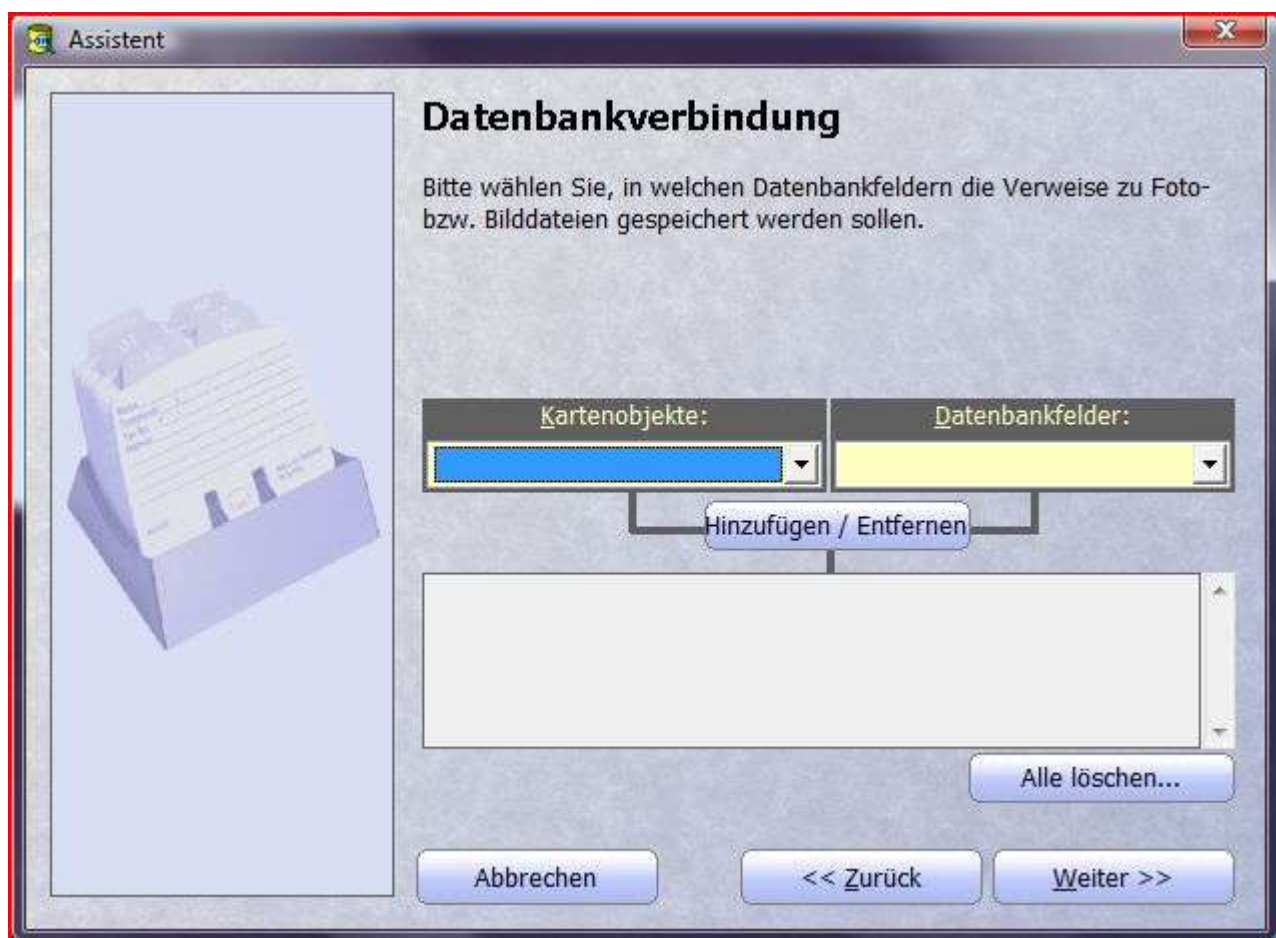 Assistent
Datenbankverbindung
Bitte wählen Sie, in welchen Datenbankfeldern die Verweise zu Foto-
bzw. Bilddateien gespeichert werden sollen.
Kartenobjekte:
Datenbankfelder:
Hinzufügen / Entfernen
Alle löschen...
Abbrechen
<< Zurück
Weiter >>